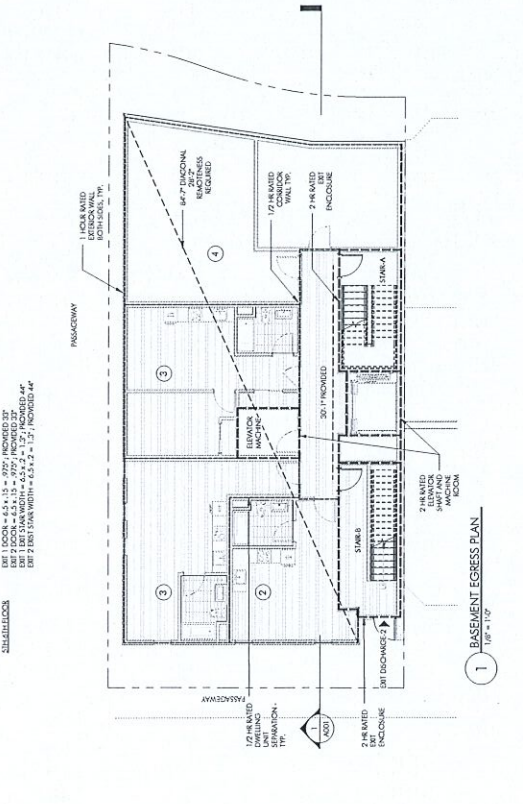 5TH-6TH FLOOR
EXIT 1 DOOR = 6.5 x .15 = .975"; PROVIDED 33"
EXIT 2 DOOR = 6.5 x .15 = .975"; PROVIDED 33"
EXIT 1 EXIT STAIR WIDTH = 6.5 x .2 = 1.3"; PROVIDED 44"
EXIT 2 EXIST STAIR WIDTH = 6.5 x .2 = 1.3"; PROVIDED 44"
PASSAGEWAY
1 HOUR RATED
EXTERIOR WALL
BOTH SIDES, TYP.
84'-7" DIAGONAL
28'-2"
REMOTENESS
REQUIRED
1/2 HR RATED
CORRIDOR
WALL TYP.
2 HR RATED
EXIT
ENCLOSURE
3
3
4
2
ELEVATOR
MACHINE
30'-1" PROVIDED
STAIR-A
STAIR-B
PASSAGEWAY
1/2 HR RATED
DWELLING
UNIT
SEPARATION -
TYP.
1
A001
2 HR RATED
EXIT
ENCLOSURE
EXIT DISCHARGE-2
2 HR RATED
ELEVATOR
SHAFT AND
MACHINE
ROOM
1
BASEMENT EGRESS PLAN
1/8" = 1'-0"